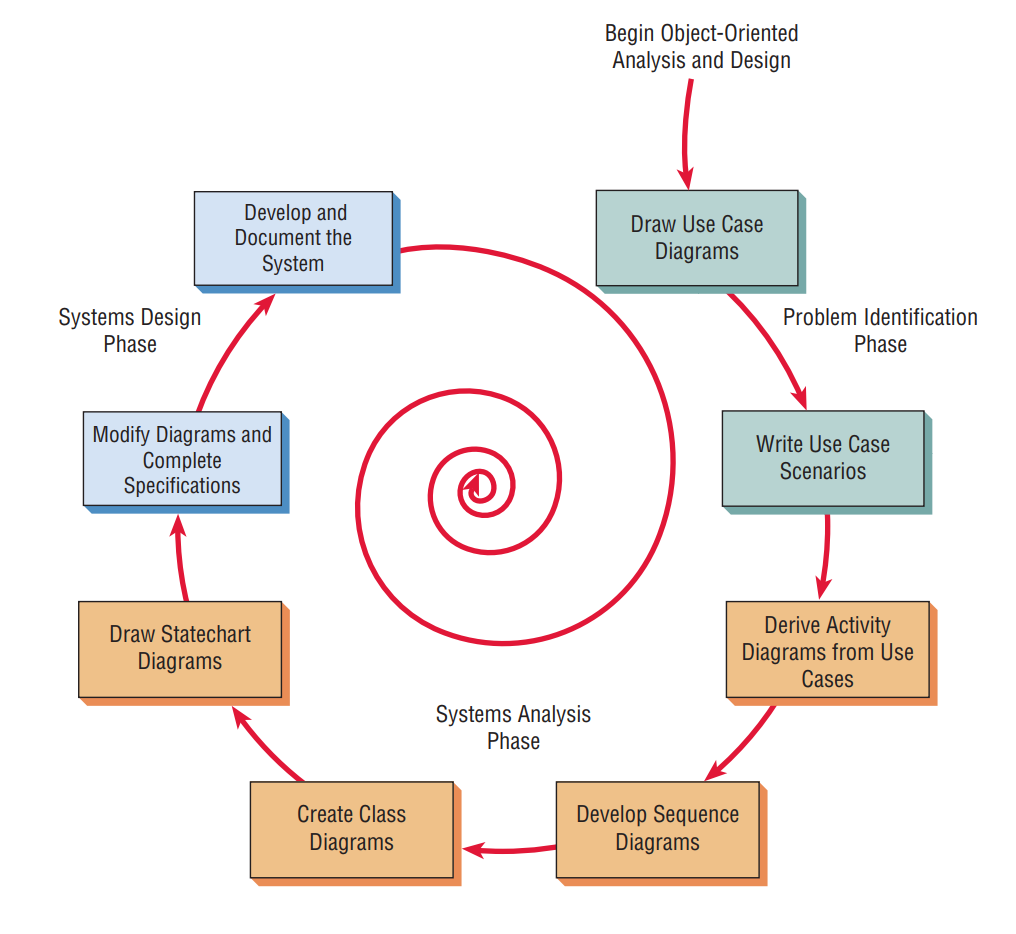 Begin Object-Oriented
Analysis and Design
Draw Use Case
Diagrams
Problem Identification
Phase
Write Use Case
Scenarios
Derive Activity
Diagrams from Use
Cases
Develop Sequence
Diagrams
Systems Analysis
Phase
Create Class
Diagrams
Draw Statechart
Diagrams
Modify Diagrams and
Complete
Specifications
Systems Design
Phase
Develop and
Document the
System